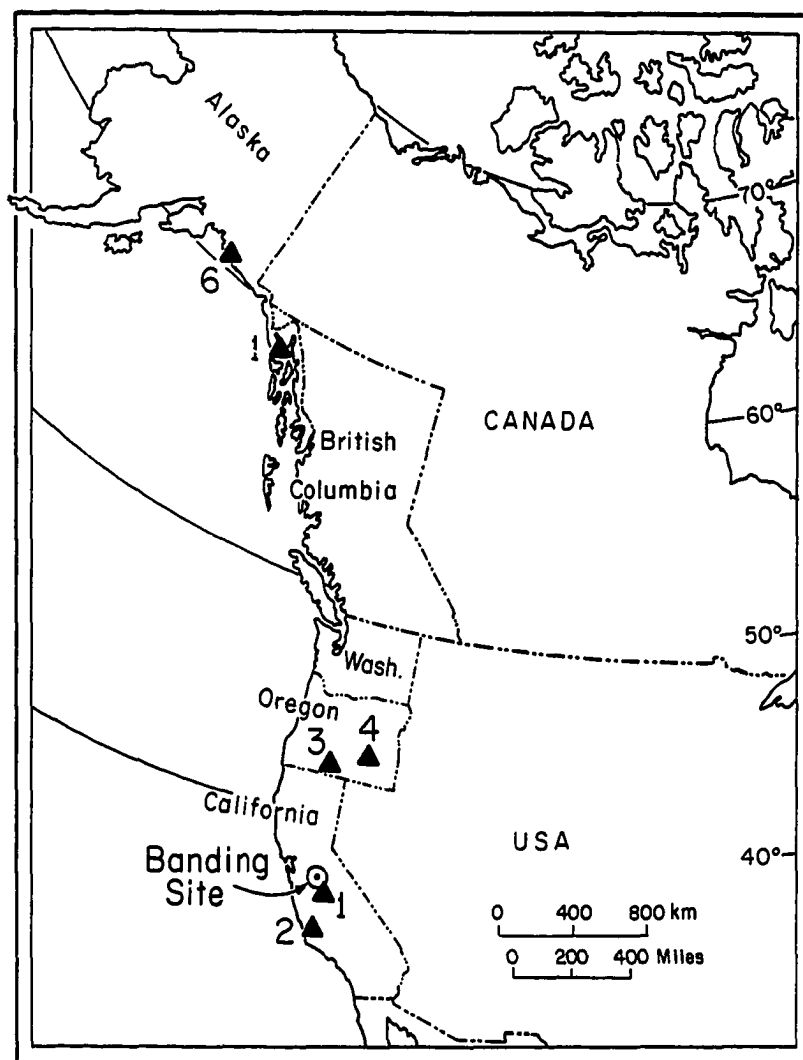 Alaska
70°
6
1
60°
CANADA
British
Columbia
50°
Wash.
Oregon
3
4
California
USA
40°
Banding
Site
1
2
0 400 800 km
0 200 400 Miles